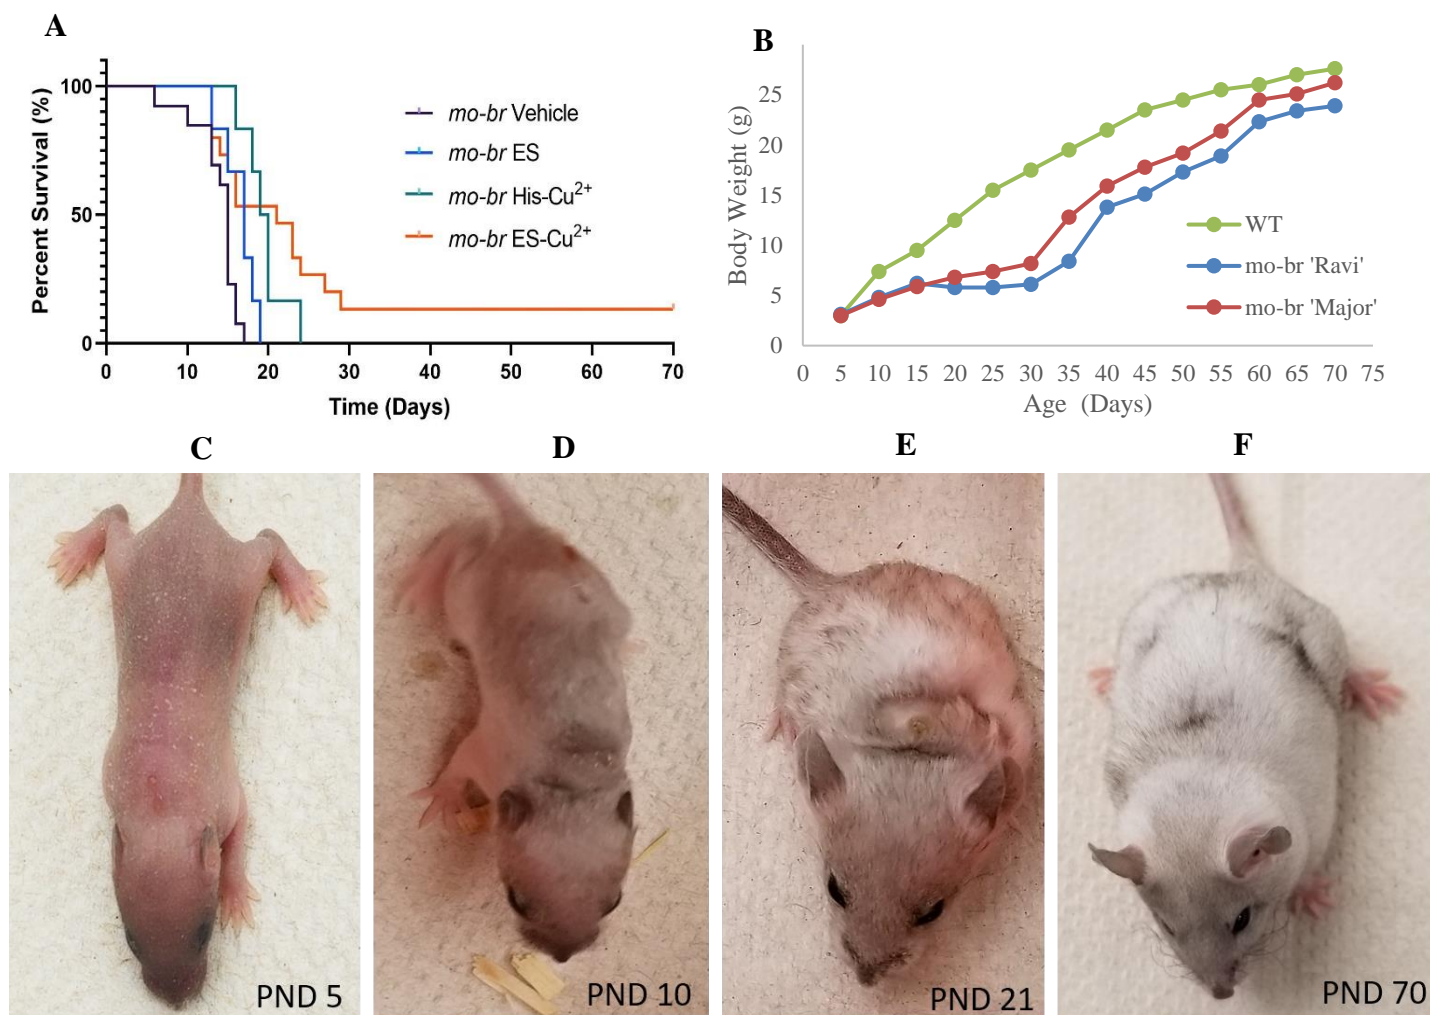 A
Percent Survival (%)
100
50
0
0 10 20 30 40 50 60 70
Time (Days)
mo-br Vehicle
mo-br ES
mo-br His-Cu²⁺
mo-br ES-Cu²⁺
B
Body Weight (g)
25
20
15
10
5
0
0 5 10 15 20 25 30 35 40 45 50 55 60 65 70 75
Age (Days)
WT
mo-br 'Ravi'
mo-br 'Major'
C
D
E
F
PND 5
PND 10
PND 21
PND 70